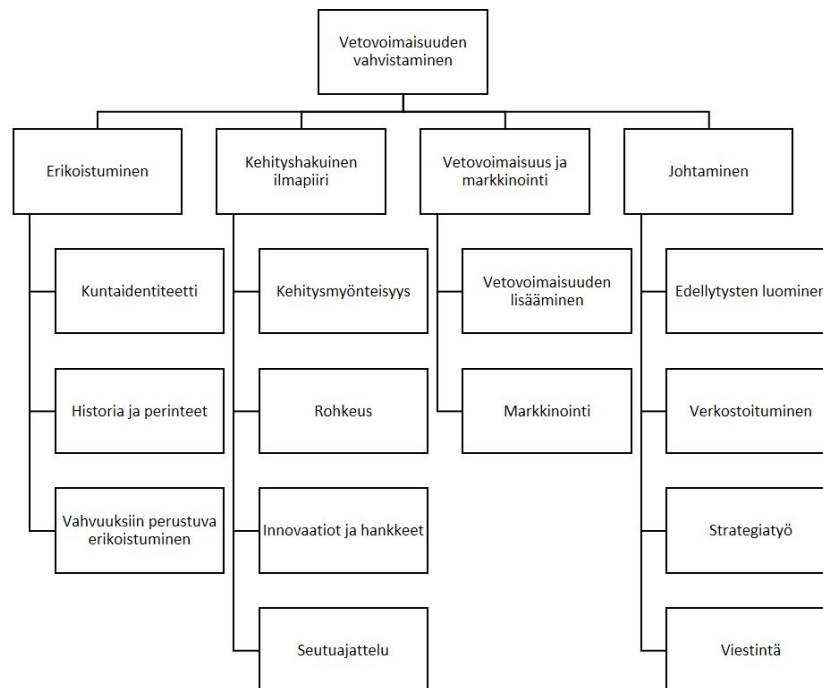 Vetovoimaisuuden
vahvistaminen
Erikoistuminen
Kehityshakuinen
ilmapiiri
Vetovoimaisuus ja
markkinointi
Johtaminen
Kuntaidentiteetti
Kehitysmyönteisyys
Vetovoimaisuuden
lisääminen
Edellytysten luominen
Historia ja perinteet
Rohkeus
Markkinointi
Verkostoituminen
Vahvuuksiin perustuva
erikoistuminen
Innovaatiot ja hankkeet
Strategiatyö
Seutuajattelu
Viestintä